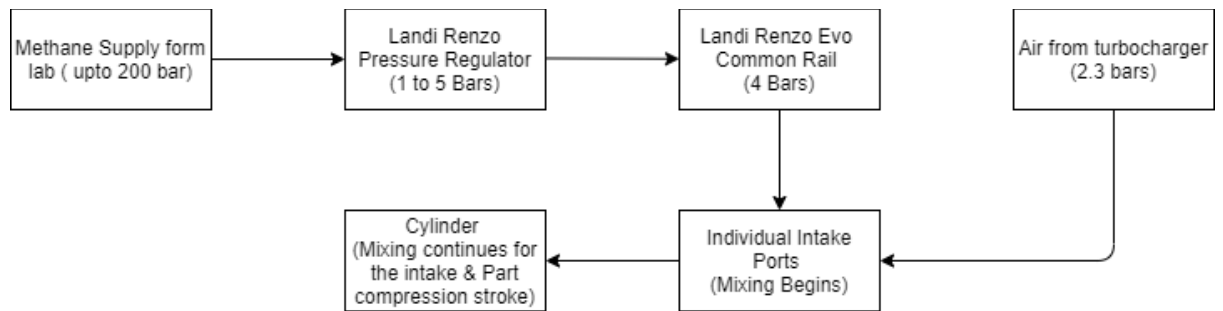 Methane Supply form
lab ( upto 200 bar)
Landi Renzo
Pressure Regulator
(1 to 5 Bars)
Landi Renzo Evo
Common Rail
(4 Bars)
Air from turbocharger
(2.3 bars)
Cylinder
(Mixing continues for
the intake & Part
compression stroke)
Individual Intake
Ports
(Mixing Begins)